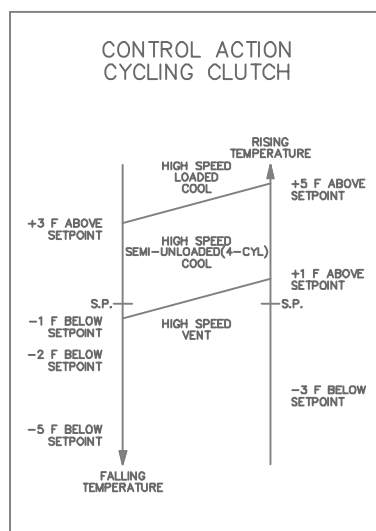 CONTROL ACTION
CYCLING CLUTCH
RISING
TEMPERATURE
HIGH SPEED
LOADED
COOL
+5 F ABOVE
SETPOINT
+3 F ABOVE
SETPOINT
HIGH SPEED
SEMI-UNLOADED(4-CYL)
COOL
+1 F ABOVE
SETPOINT
S.P.
S.P.
-1 F BELOW
SETPOINT
HIGH SPEED
VENT
-2 F BELOW
SETPOINT
-3 F BELOW
SETPOINT
-5 F BELOW
SETPOINT
FALLING
TEMPERATURE